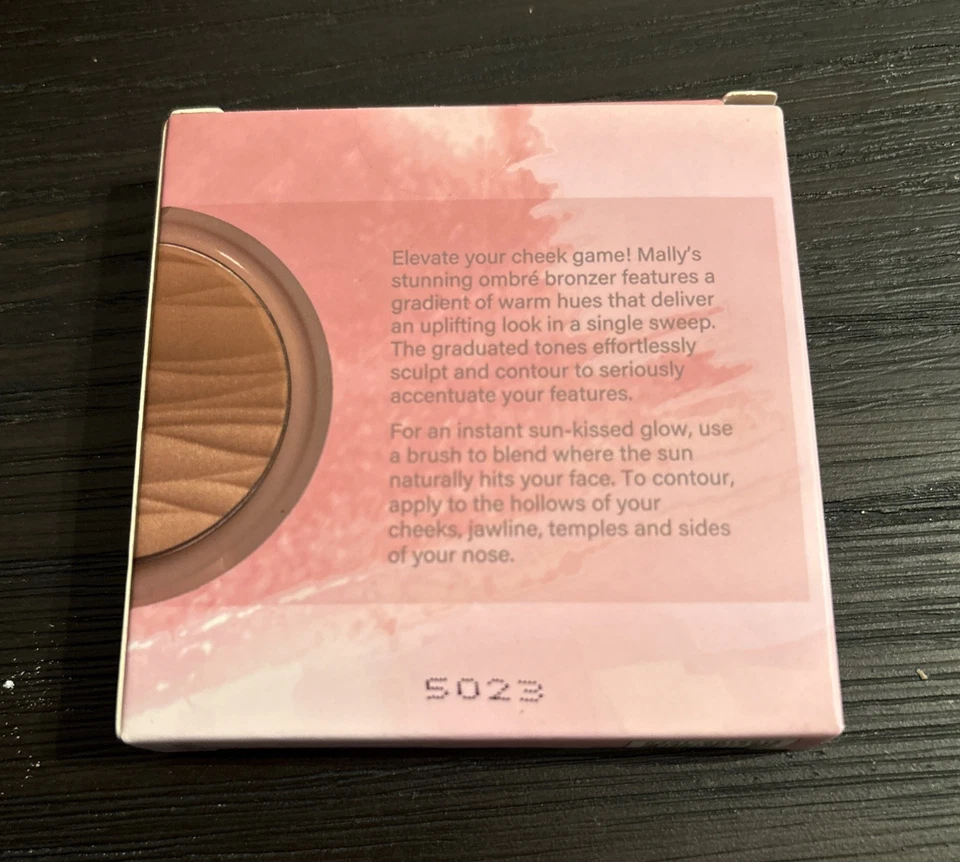 Elevate your cheek game! Mally's
stunning ombré bronzer features a
gradient of warm hues that deliver
an uplifting look in a single sweep.
The graduated tones effortlessly
sculpt and contour to seriously
accentuate your features.
For an instant sun-kissed glow, use
a brush to blend where the sun
naturally hits your face. To contour,
apply to the hollows of your
cheeks, jawline, temples and sides
of your nose.
5023